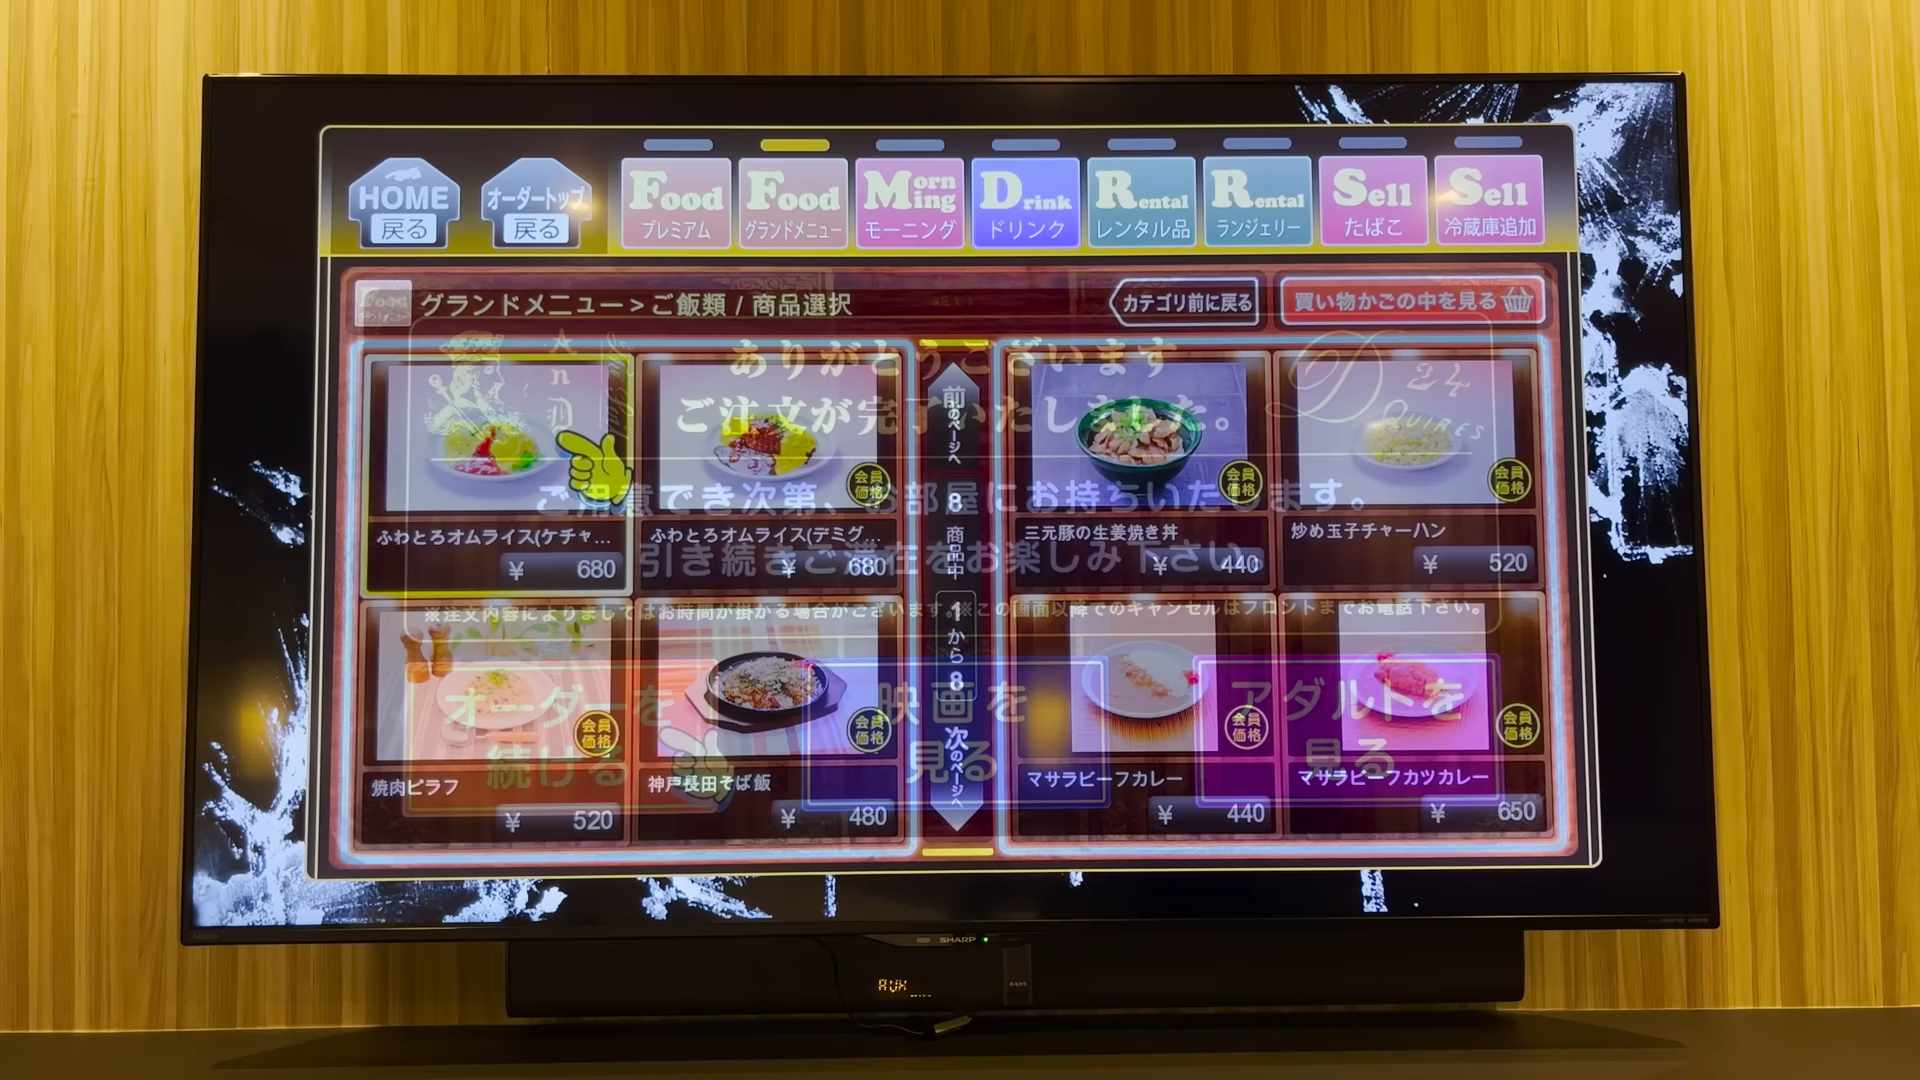 HOME
戻る
オーダートップ
戻る
Food
プレミアム
Food
グランドメニュー
Morning
モーニング
Drink
ドリンク
Rental
レンタル品
Rental
ランジェリー
Sell
たばこ
Sell
冷蔵庫追加
グランドメニュー > ご飯類 / 商品選択
カテゴリ前に戻る
買い物かごの中を見る
ありがとうございます
ご注文が完了いたしました。
ご用意でき次第、お部屋にお持ちいたします。
引き続きご滞在をお楽しみ下さい。
※注文内容によりましてはお時間が掛かる場合がございます。※この画面以降でのキャンセルはフロントまでお電話下さい。
オーダーを
続ける
映画を
見る
アダルトを
見る
ふわとろオムライス(ケチャ...
¥ 680
ふわとろオムライス(デミグ...
会員
価格
¥ 680
前のページへ
8
商品中
1
から
8
次のページへ
三元豚の生姜焼き丼
会員
価格
¥ 440
炒め玉子チャーハン
会員
価格
¥ 520
焼肉ピラフ
会員
価格
¥ 520
神戸長田そば飯
会員
価格
¥ 480
マサラビーフカレー
会員
価格
¥ 440
マサラビーフカツカレー
会員
価格
¥ 650
SHARP
AUX